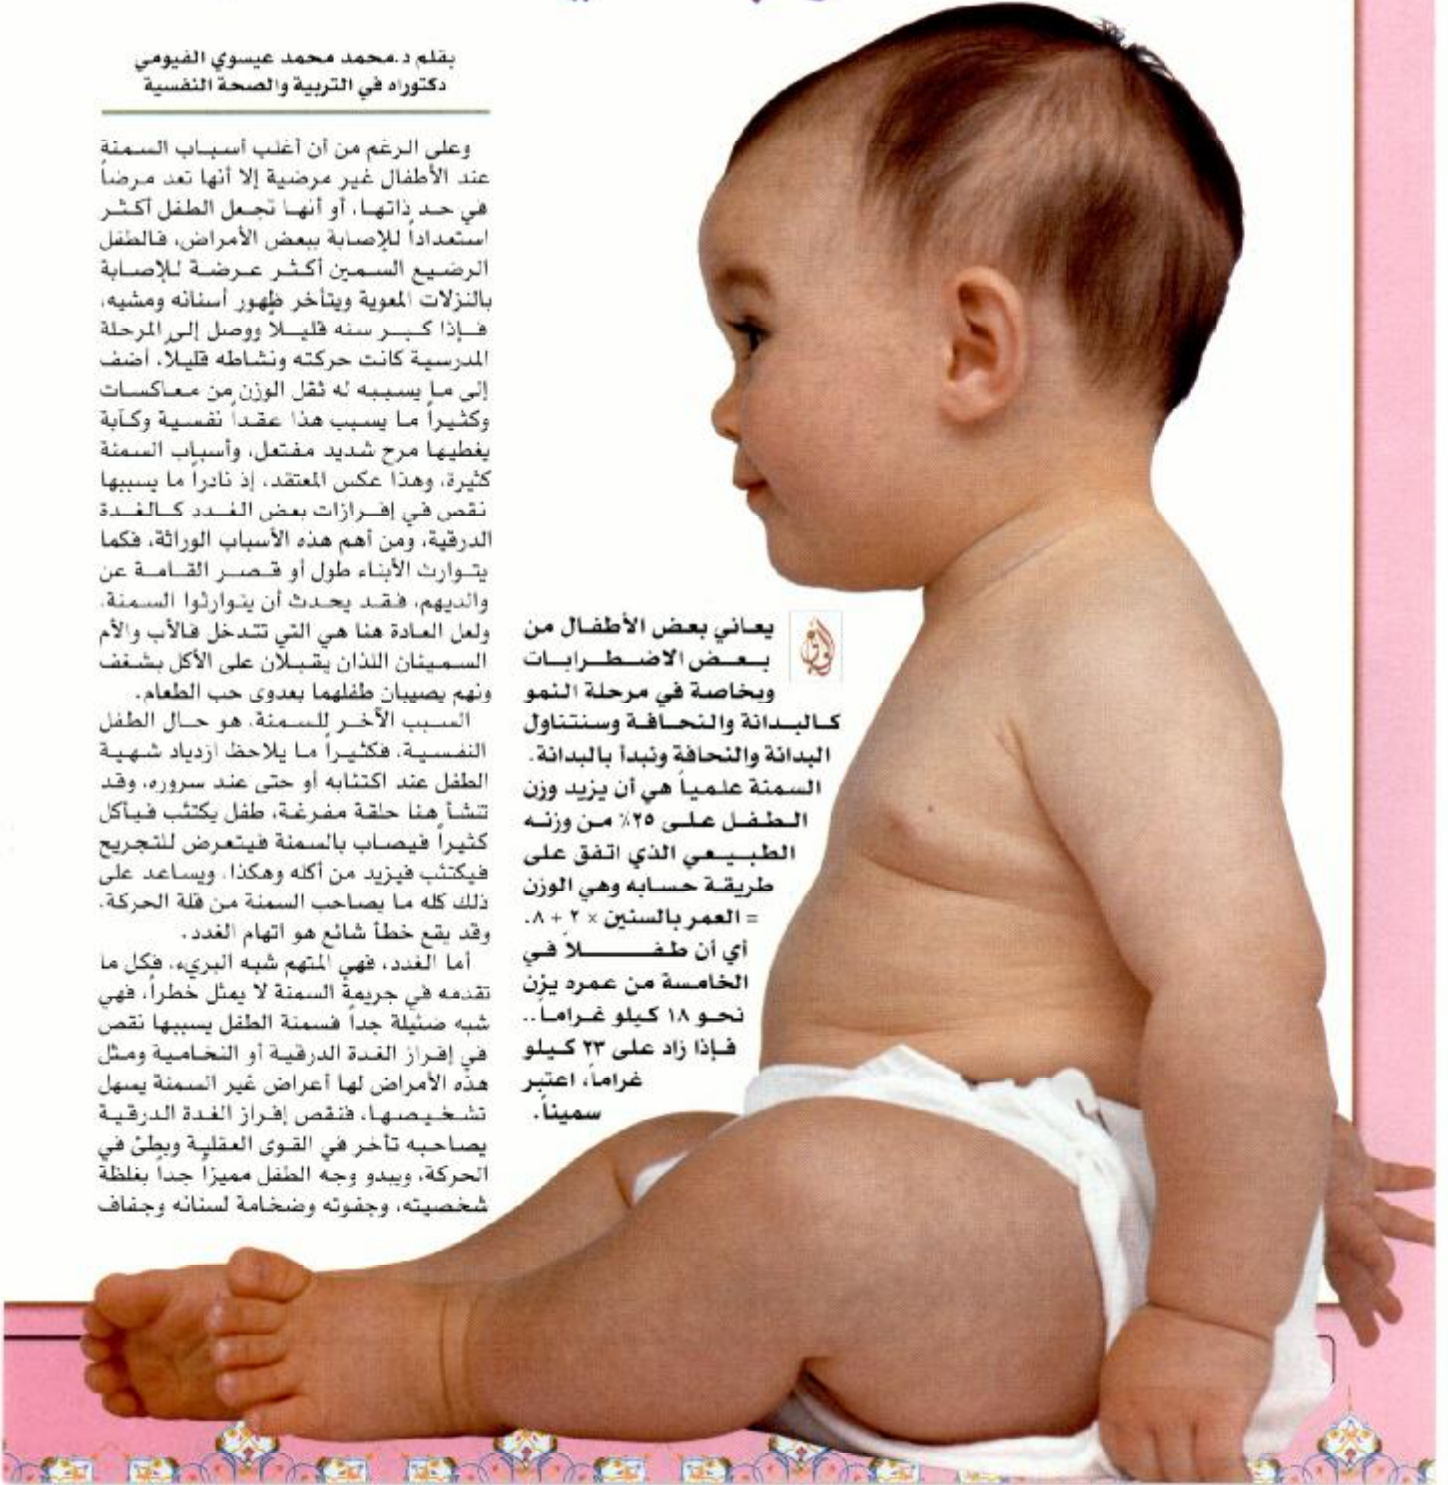 بقلم د.محمد محمد عيسوي الفيومي
دكتوراه في التربية والصحة النفسية
يعاني بعض الأطفال من
بعض الاضطرابات
وبخاصة في مرحلة النمو
كالبدانة والنحافة وسنتناول
البدانة والنحافة ونبدأ بالبدانة.
السمنة علمياً هي أن يزيد وزن
الطفل على ٢٥٪ من وزنه
الطبيعي الذي اتفق على
طريقة حسابه وهي الوزن
= العمر بالسنين × ٢ + ٨.
أي أن طفلاً في
الخامسة من عمره يزن
نحو ١٨ كيلو غراماً..
فإذا زاد على ٢٣ كيلو
غراماً، اعتبر
سميناً.
وعلى الرغم من أن أغلب أسباب السمنة
عند الأطفال غير مرضية إلا أنها تعد مرضاً
في حد ذاتها، أو أنها تجعل الطفل أكثر
استعداداً للإصابة ببعض الأمراض، فالطفل
الرضيع السمين أكثر عرضة للإصابة
بالنزلات المعوية ويتأخر ظهور أسنانه ومشيه،
فإذا كبر سنه قليلاً ووصل إلى المرحلة
المدرسية كانت حركته ونشاطه قليلاً، أضف
إلى ما يسببه له ثقل الوزن من معاكسات
وكثيراً ما يسبب هذا عقداً نفسية وكآبة
يغطيها مرح شديد مفتعل، وأسباب السمنة
كثيرة، وهذا عكس المعتقد، إذ نادراً ما يسببها
نقص في إفرازات بعض الغدد كالغدة
الدرقية، ومن أهم هذه الأسباب الوراثة، فكما
يتوارث الأبناء طول أو قصر القامة عن
والديهم، فقد يحدث أن يتوارثوا السمنة،
ولعل العادة هنا هي التي تتدخل فالأب والأم
السمينان اللذان يقبلان على الأكل بشغف
ونهم يصيبان طفلهما بعدوى حب الطعام.
السبب الآخر للسمنة، هو حال الطفل
النفسية، فكثيراً ما يلاحظ ازدياد شهية
الطفل عند اكتئابه أو حتى عند سروره، وقد
تنشأ هنا حلقة مفرغة، طفل يكتئب فيأكل
كثيراً فيصاب بالسمنة فيتعرض للتجريح
فيكتئب فيزيد من أكله وهكذا، ويساعد على
ذلك كله ما يصاحب السمنة من قلة الحركة،
وقد يقع خطأ شائع هو اتهام الغدد.
أما الغدد، فهي المتهم شبه البريء، فكل ما
تقدمه في جريمة السمنة لا يمثل خطراً، فهي
شبه ضئيلة جداً فسمنة الطفل يسببها نقص
في إفراز الغدة الدرقية أو النخامية ومثل
هذه الأمراض لها أعراض غير السمنة يسهل
تشخيصها، فنقص إفراز الغدة الدرقية
يصاحبه تأخر في القوى العقلية وبطئ في
الحركة، ويبدو وجه الطفل مميزاً جداً بغلظة
شخصيته، وجفوته وضخامة لسانه وجفاف